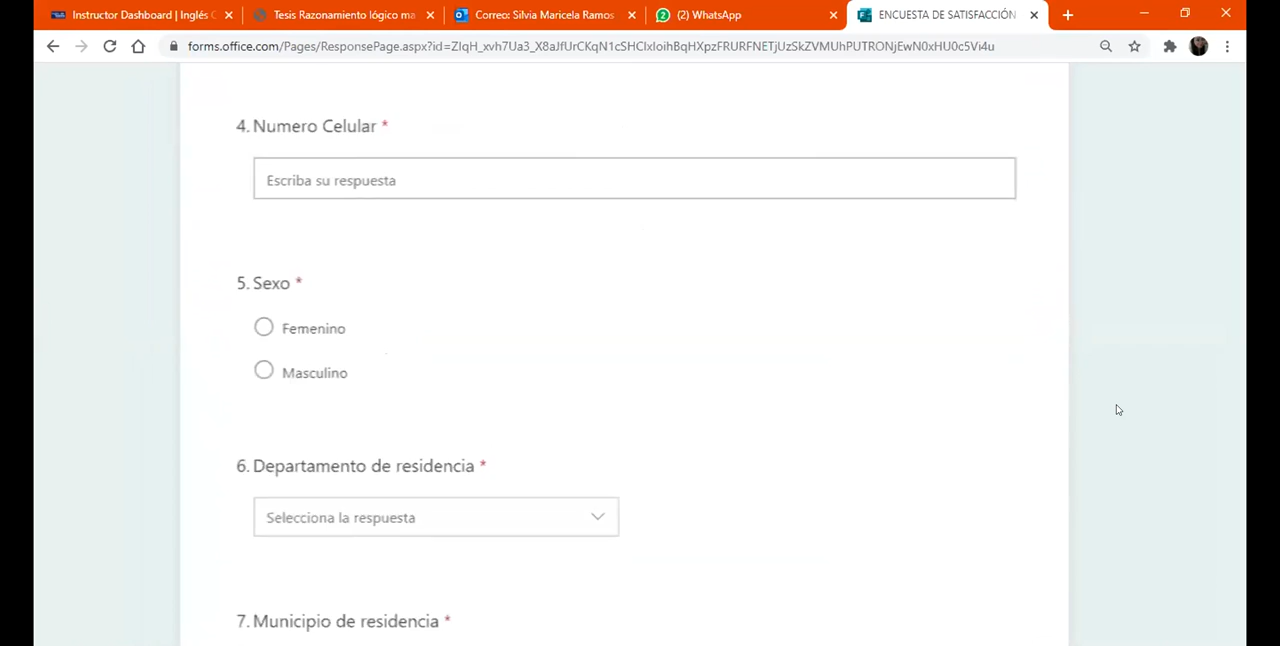 Instructor Dashboard | Inglés
Tesis Razonamiento lógico ma
Correo: Silvia Maricela Ramos
(2) WhatsApp
ENCUESTA DE SATISFACCIÓN
forms.office.com/Pages/ResponsePage.aspx?id=ZIqH_xvh7Ua3_X8aJfUrCKqN1cSHClxIoihBqHXpzFRURFNETjUzSkZVMUhPUTRONjEwN0xHU0c5Vi4u
4. Numero Celular *
Escriba su respuesta
5. Sexo *
Femenino
Masculino
6. Departamento de residencia *
Selecciona la respuesta
7. Municipio de residencia *